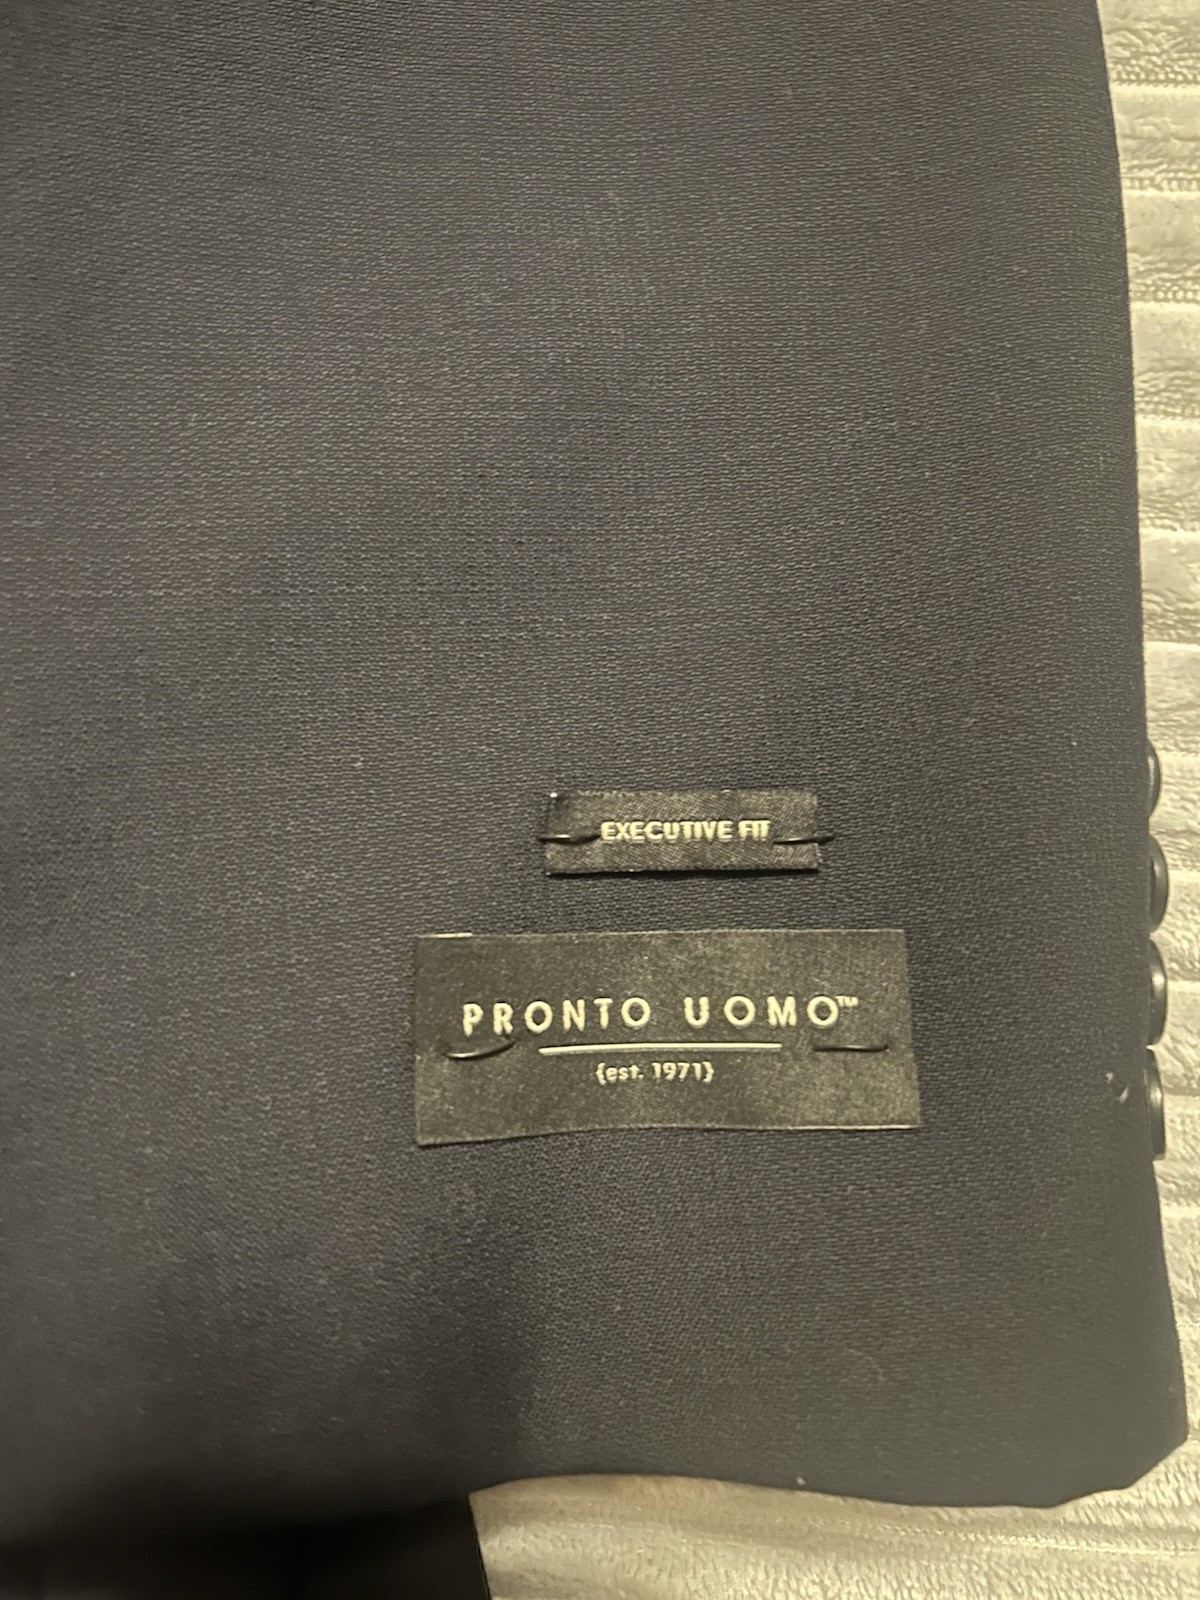 EXECUTIVE FIT
PRONTO UOMO™
{est. 1971}